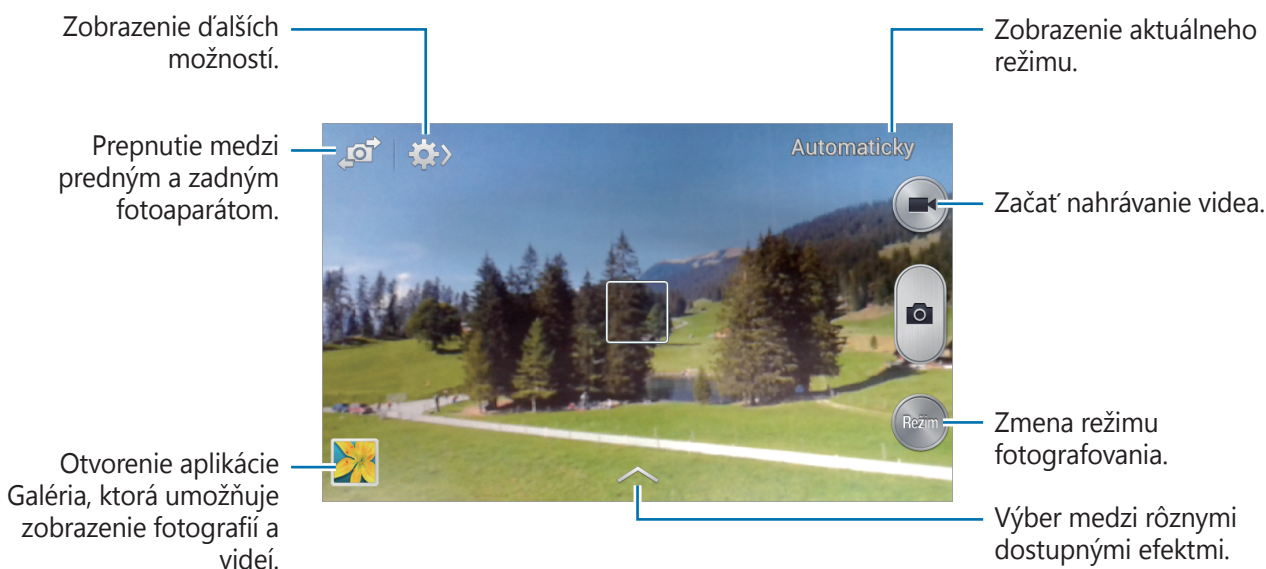 Zobrazenie ďalších
možností.
Zobrazenie aktuálneho
režimu.
Prepnutie medzi
predným a zadným
fotoaparátom.
Automaticky
Začať nahrávanie videa.
Režim
Zmena režimu
fotografovania.
Otvorenie aplikácie
Galéria, ktorá umožňuje
zobrazenie fotografií a
videí.
Výber medzi rôznymi
dostupnými efektmi.